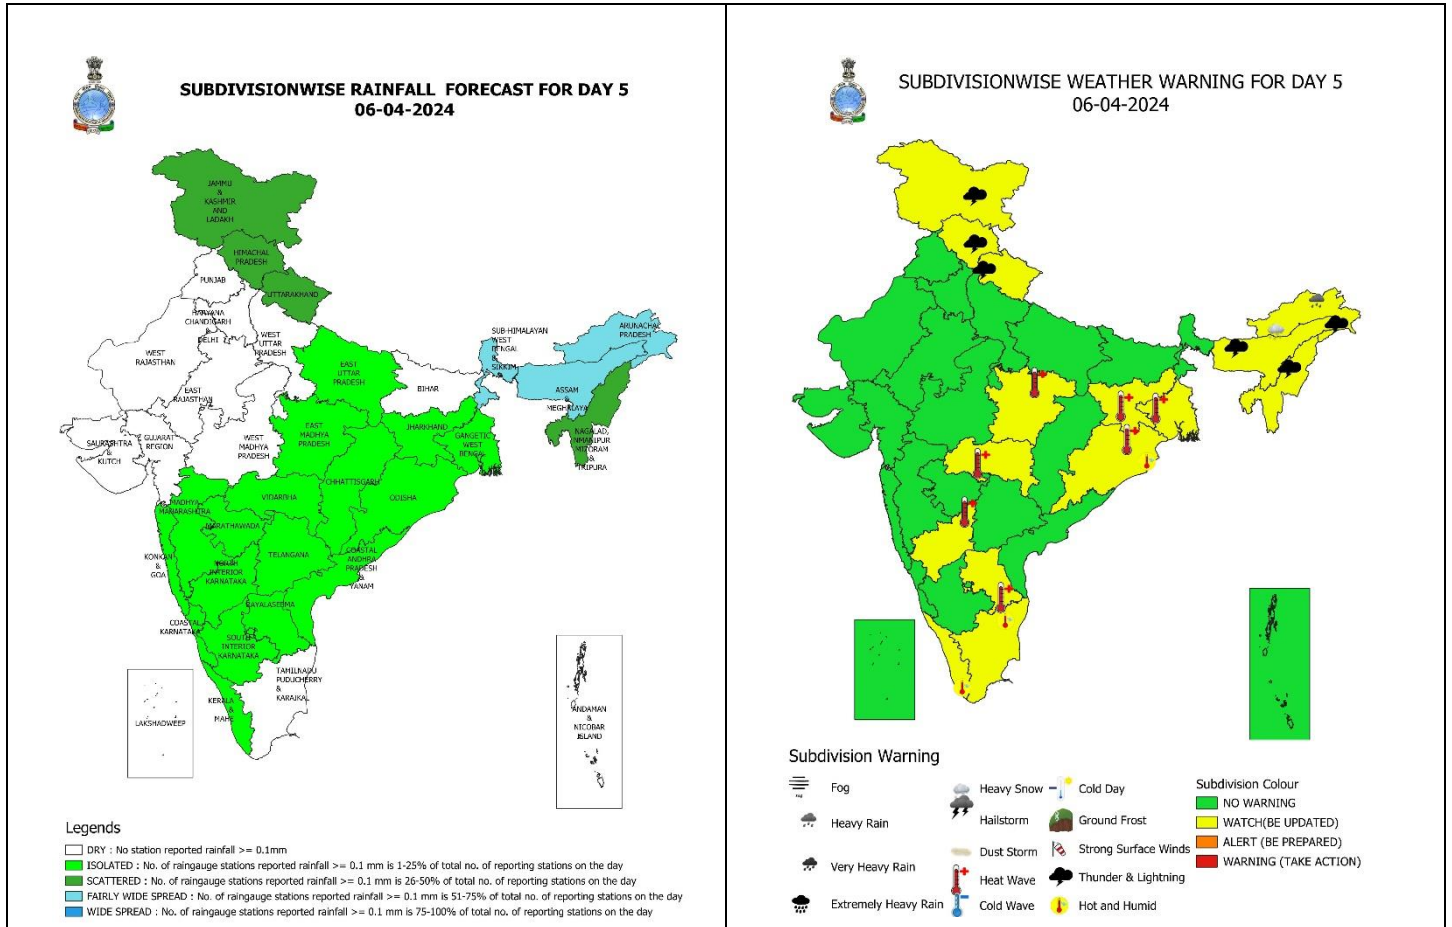 SUBDIVISIONWISE RAINFALL FORECAST FOR DAY 5
06-04-2024
JAMMU
&
KASHMIR
AND
LADAKH
HIMACHAL
PRADESH
PUNJAB
UTTARAKHAND
HARYANA
CHANDIGARH
&
DELHI
WEST
UTTAR
PRADESH
WEST
RAJASTHAN
EAST
RAJASTHAN
EAST
UTTAR
PRADESH
BIHAR
SUB-HIMALAYAN
WEST
BENGAL
&
SIKKIM
ARUNACHAL
PRADESH
ASSAM
&
MEGHALAYA
NAGALAD,
NMANIPUR
MIZORAM
&
TRIPURA
SAURASHTRA
&
KUTCH
GUJARAT
REGION
WEST
MADHYA
PRADESH
EAST
MADHYA
PRADESH
JHARKHAND
GANGETIC
WEST
BENGAL
CHHATTISGARH
ODISHA
VIDARBHA
MADHYA
MAHARASHTRA
MARATHAWADA
TELANGANA
KONKAN
&
GOA
NORTH
INTERIOR
KARNATAKA
COASTAL
ANDHRA
PRADESH
&
YANAM
RAYALASEEMA
COASTAL
KARNATAKA
SOUTH
INTERIOR
KARNATAKA
TAMILNADU
PUDUCHERRY
&
KARAIKAL
KERALA
&
MAHE
LAKSHADWEEP
ANDAMAN
&
NICOBAR
ISLAND
Legends
DRY : No station reported rainfall >= 0.1mm
ISOLATED : No. of raingauge stations reported rainfall >= 0.1 mm is 1-25% of total no. of reporting stations on the day
SCATTERED : No. of raingauge stations reported rainfall >= 0.1 mm is 26-50% of total no. of reporting stations on the day
FAIRLY WIDE SPREAD : No. of raingauge stations reported rainfall >= 0.1 mm is 51-75% of total no. of reporting stations on the day
WIDE SPREAD : No. of raingauge stations reported rainfall >= 0.1 mm is 75-100% of total no. of reporting stations on the day
SUBDIVISIONWISE WEATHER WARNING FOR DAY 5
06-04-2024
Subdivision Warning
Fog
Heavy Rain
Very Heavy Rain
Extremely Heavy Rain
Heavy Snow
Hailstorm
Dust Storm
Heat Wave
Cold Wave
Cold Day
Ground Frost
Strong Surface Winds
Thunder & Lightning
Hot and Humid
Subdivision Colour
NO WARNING
WATCH(BE UPDATED)
ALERT (BE PREPARED)
WARNING (TAKE ACTION)